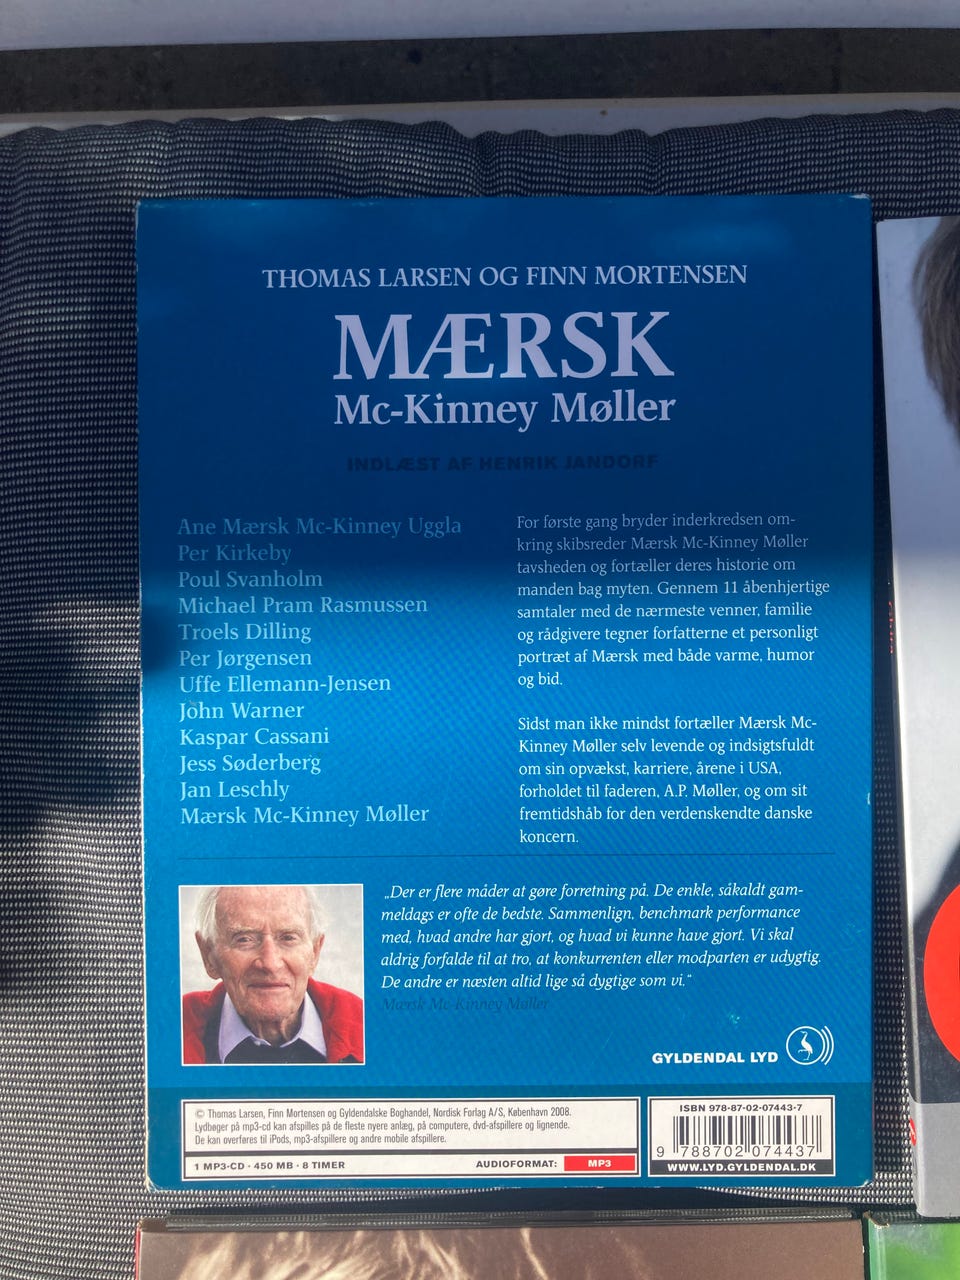 THOMAS LARSEN OG FINN MORTENSEN
MÆRSK
Mc-Kinney Møller
INDLÆST AF HENRIK JANDORF
Ane Mærsk Mc-Kinney Uggla
Per Kirkeby
Poul Svanholm
Michael Pram Rasmussen
Troels Dilling
Per Jørgensen
Uffe Ellemann-Jensen
John Warner
Kaspar Cassani
Jess Søderberg
Jan Leschly
Mærsk Mc-Kinney Møller
For første gang bryder inderkredsen om-
kring skibsreder Mærsk Mc-Kinney Møller
tavsheden og fortæller deres historie om
manden bag myten. Gennem 11 åbenhjertige
samtaler med de nærmeste venner, familie
og rådgivere tegner forfatterne et personligt
portræt af Mærsk med både varme, humor
og bid.
Sidst man ikke mindst fortæller Mærsk Mc-
Kinney Møller selv levende og indsigtsfuldt
om sin opvækst, karriere, årene i USA,
forholdet til faderen, A.P. Møller, og om sit
fremtidshåb for den verdenskendte danske
koncern.
„Der er flere måder at gøre forretning på. De enkle, såkaldt gam-
meldags er ofte de bedste. Sammenlign, benchmark performance
med, hvad andre har gjort, og hvad vi kunne have gjort. Vi skal
aldrig forfalde til at tro, at konkurrenten eller modparten er udygtig.
De andre er næsten altid lige så dygtige som vi.“
Mærsk Mc-Kinney Møller
GYLDENDAL LYD
© Thomas Larsen, Finn Mortensen og Gyldendalske Boghandel, Nordisk Forlag A/S, København 2008.
Lydbøger på mp3-cd kan afspilles på de fleste nyere anlæg, på computere, dvd-afspillere og lignende.
De kan overføres til iPods, mp3-afspillere og andre mobile afspillere.
1 MP3-CD · 450 MB · 8 TIMER
AUDIOFORMAT: MP3
ISBN 978-87-02-07443-7
9 788702 074437
WWW.LYD.GYLDENDAL.DK